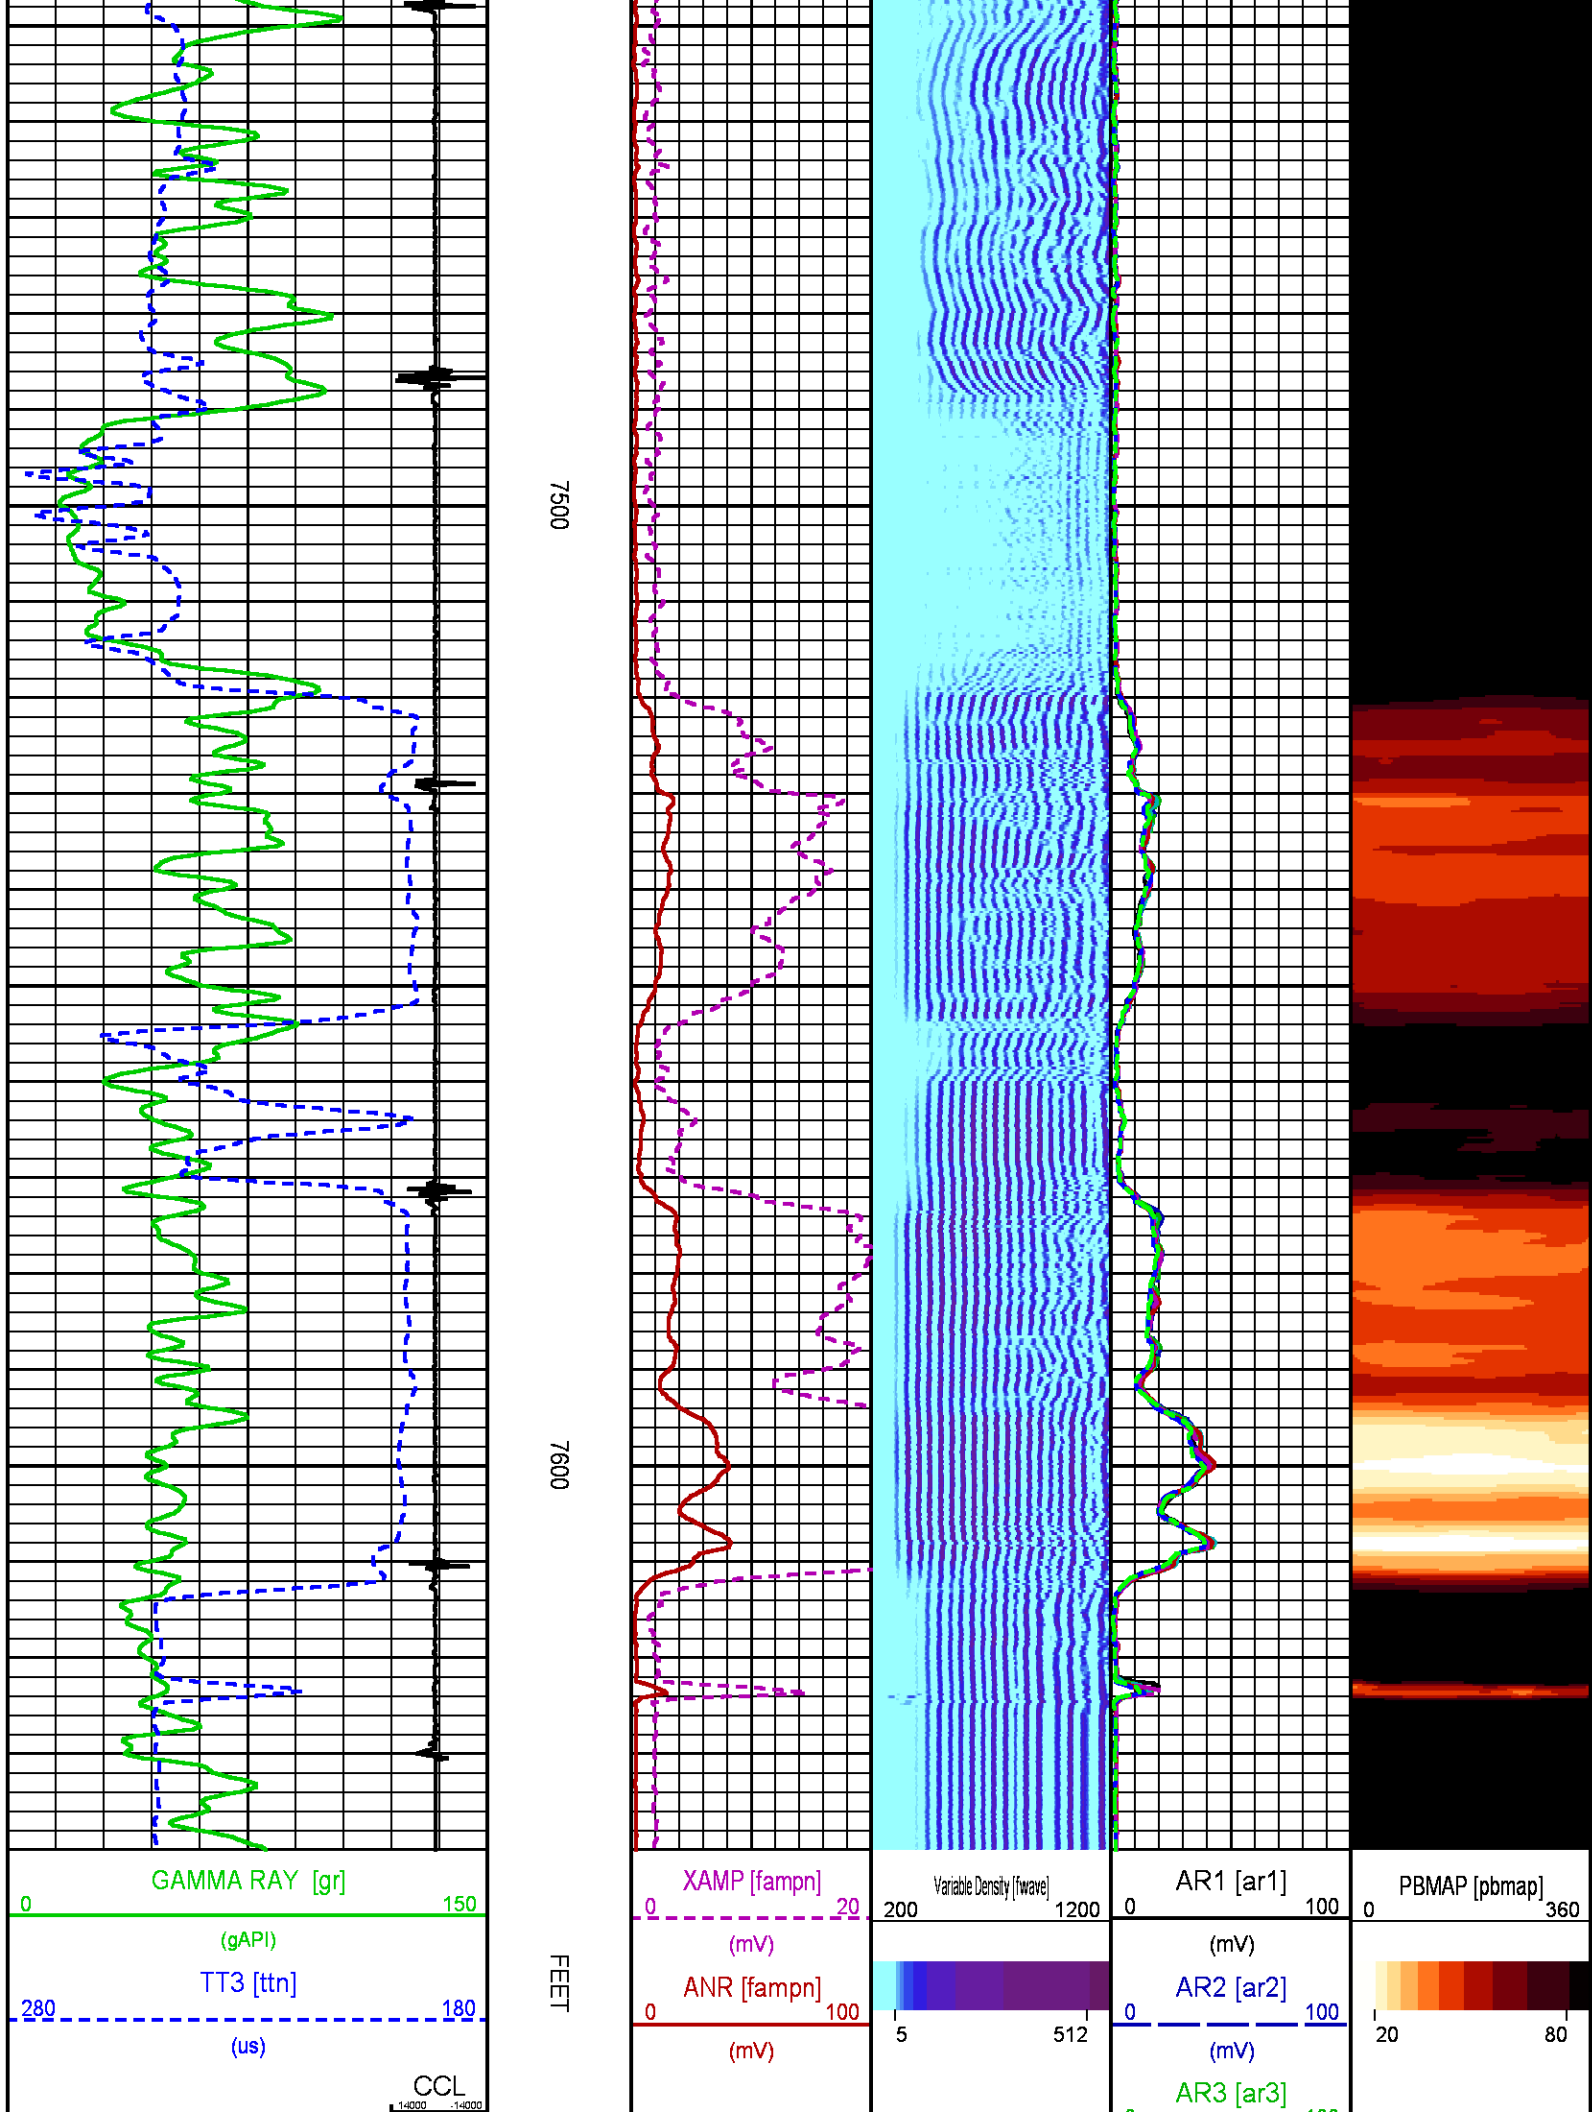 7500
7600
FEET
GAMMA RAY [gr]
0 150
(gAPI)
TT3 [ttn]
280 180
(us)
CCL
14000 -14000
XAMP [fampn]
0 20
(mV)
ANR [fampn]
0 100
(mV)
Variable Density [fwave]
200 1200
5 512
AR1 [ar1]
0 100
(mV)
AR2 [ar2]
0 100
(mV)
AR3 [ar3]
PBMAP [pbmap]
0 360
20 80